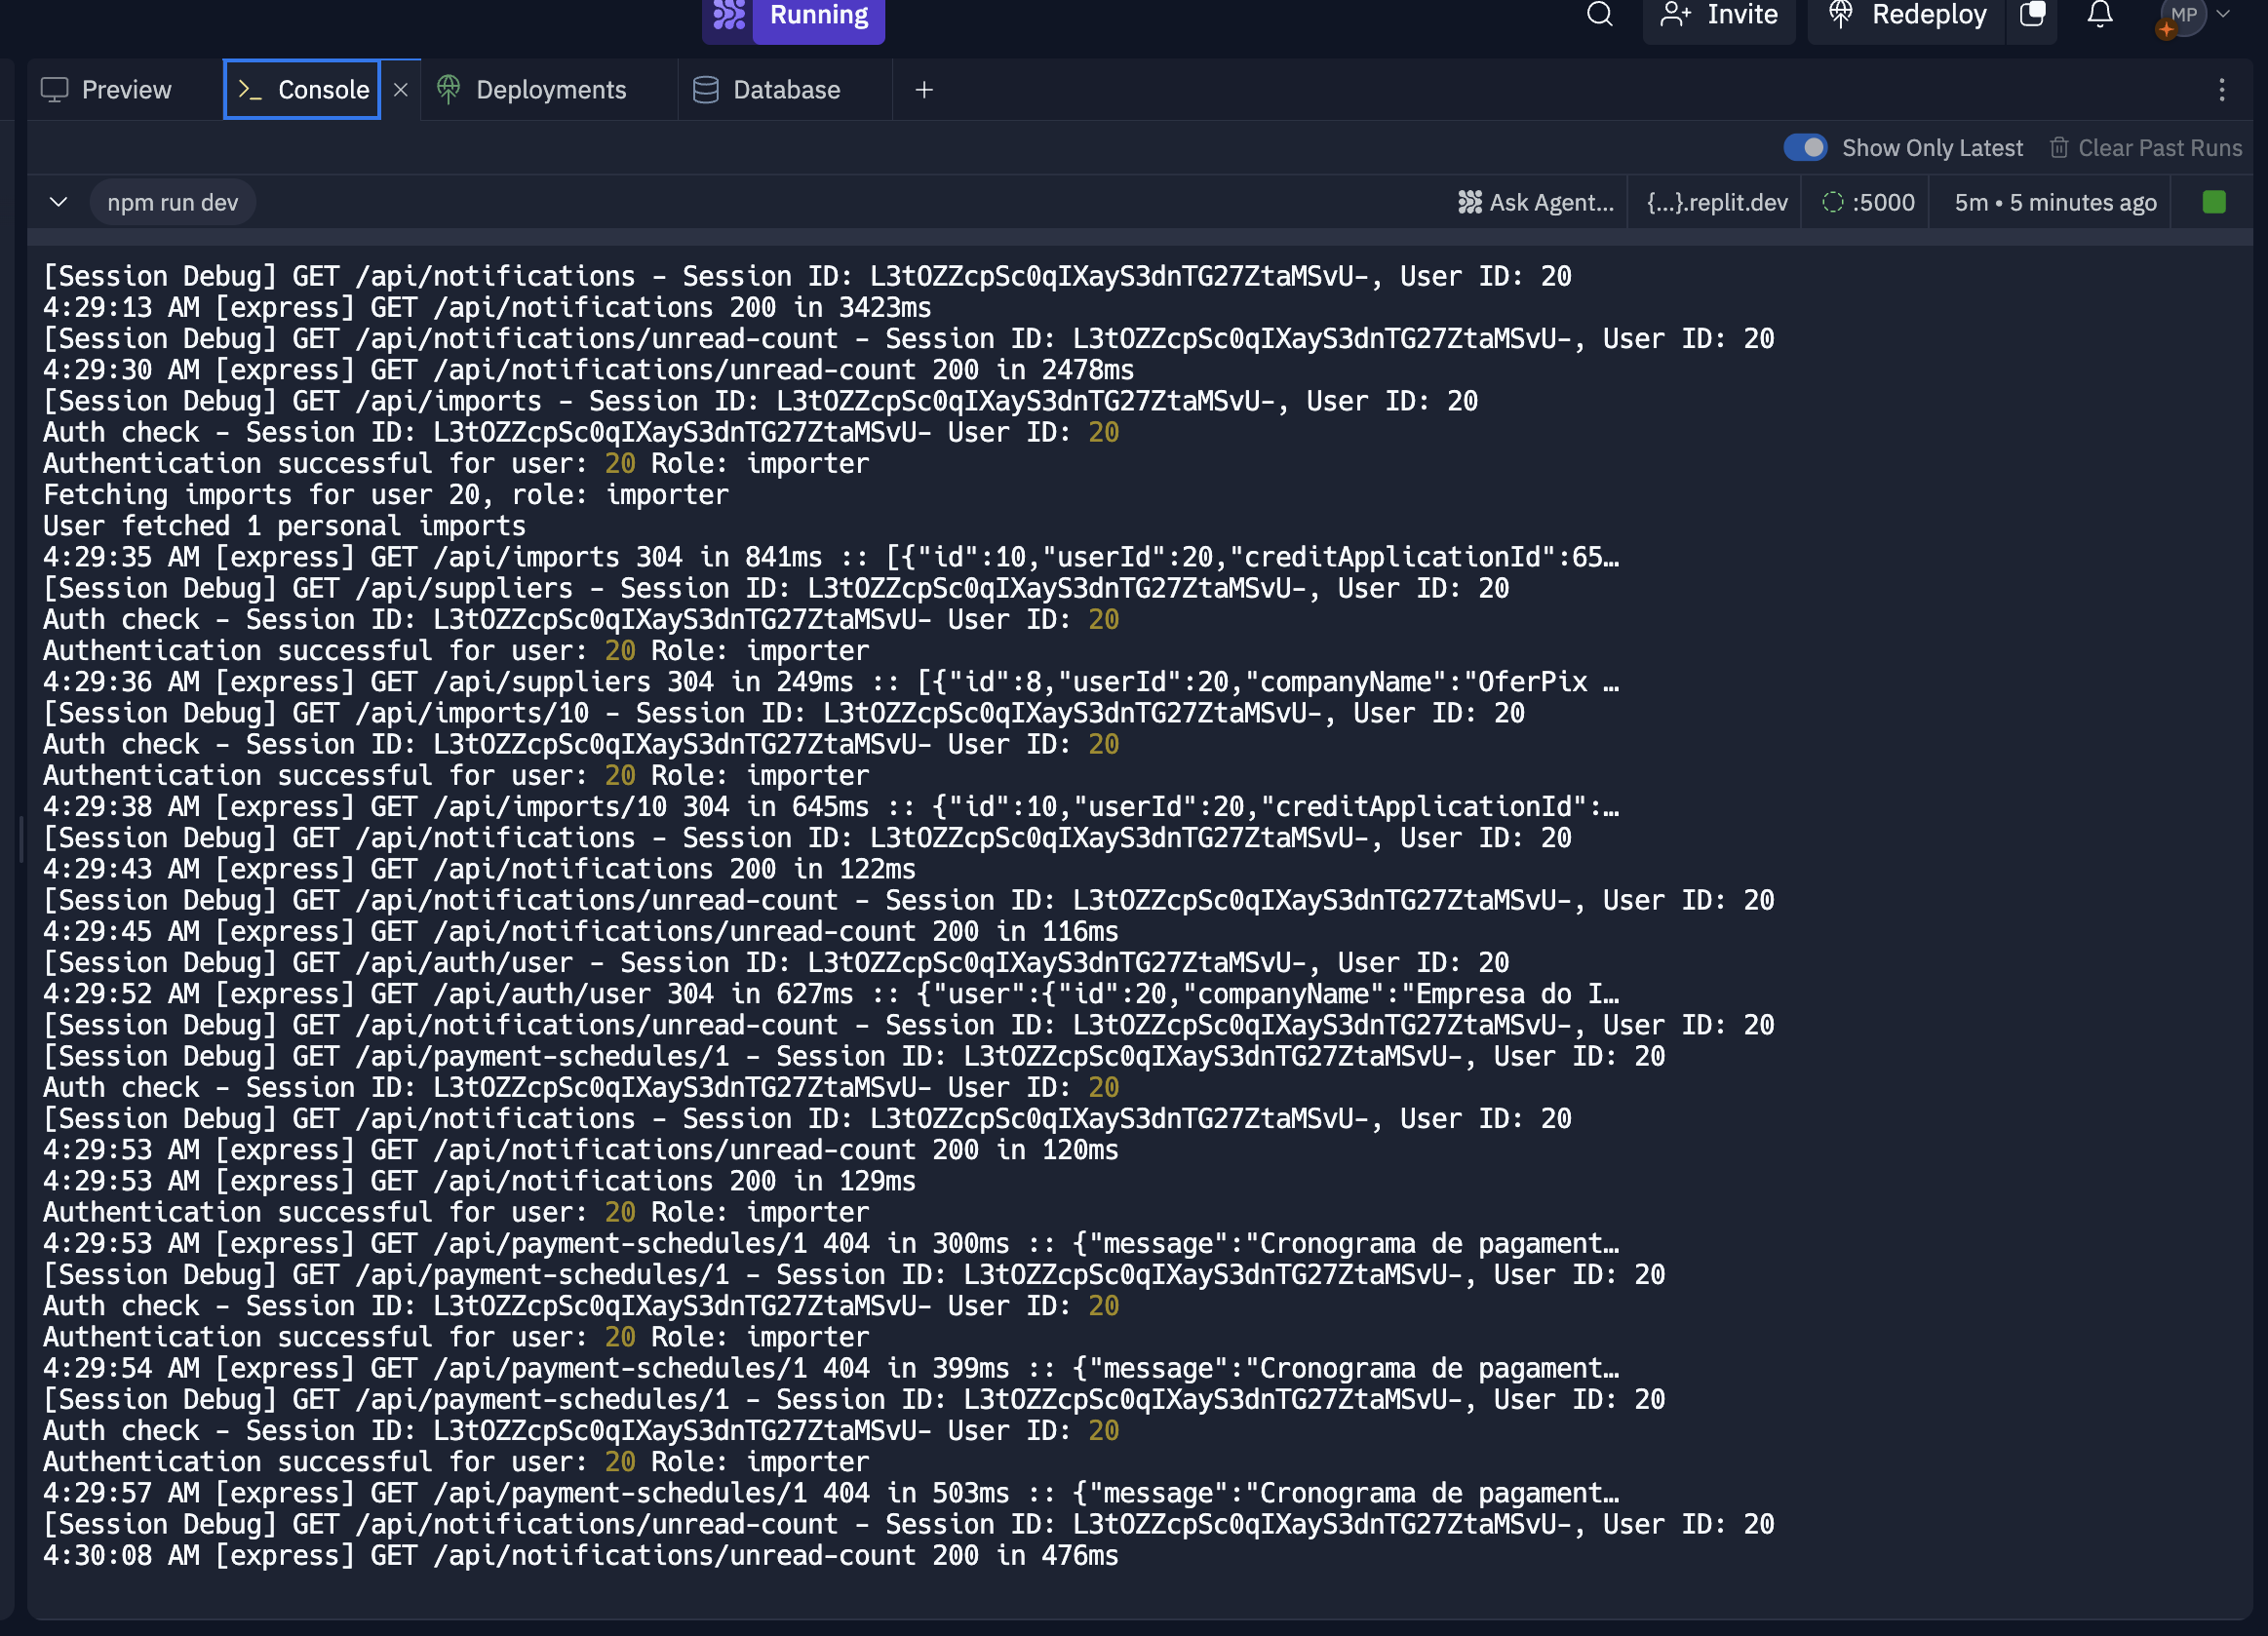 Running
Invite
Redeploy
MP
Preview
Console
Deployments
Database
Show Only Latest
Clear Past Runs
npm run dev
Ask Agent...
{...}.replit.dev
:5000
5m • 5 minutes ago
[Session Debug] GET /api/notifications - Session ID: L3tOZZcpSc0qIXayS3dnTG27ZtaMSvU-, User ID: 20
4:29:13 AM [express] GET /api/notifications 200 in 3423ms
[Session Debug] GET /api/notifications/unread-count - Session ID: L3tOZZcpSc0qIXayS3dnTG27ZtaMSvU-, User ID: 20
4:29:30 AM [express] GET /api/notifications/unread-count 200 in 2478ms
[Session Debug] GET /api/imports - Session ID: L3tOZZcpSc0qIXayS3dnTG27ZtaMSvU-, User ID: 20
Auth check - Session ID: L3tOZZcpSc0qIXayS3dnTG27ZtaMSvU- User ID: 20
Authentication successful for user: 20 Role: importer
Fetching imports for user 20, role: importer
User fetched 1 personal imports
4:29:35 AM [express] GET /api/imports 304 in 841ms :: [{"id":10,"userId":20,"creditApplicationId":65…
[Session Debug] GET /api/suppliers - Session ID: L3tOZZcpSc0qIXayS3dnTG27ZtaMSvU-, User ID: 20
Auth check - Session ID: L3tOZZcpSc0qIXayS3dnTG27ZtaMSvU- User ID: 20
Authentication successful for user: 20 Role: importer
4:29:36 AM [express] GET /api/suppliers 304 in 249ms :: [{"id":8,"userId":20,"companyName":"OferPix …
[Session Debug] GET /api/imports/10 - Session ID: L3tOZZcpSc0qIXayS3dnTG27ZtaMSvU-, User ID: 20
Auth check - Session ID: L3tOZZcpSc0qIXayS3dnTG27ZtaMSvU- User ID: 20
Authentication successful for user: 20 Role: importer
4:29:38 AM [express] GET /api/imports/10 304 in 645ms :: {"id":10,"userId":20,"creditApplicationId":…
[Session Debug] GET /api/notifications - Session ID: L3tOZZcpSc0qIXayS3dnTG27ZtaMSvU-, User ID: 20
4:29:43 AM [express] GET /api/notifications 200 in 122ms
[Session Debug] GET /api/notifications/unread-count - Session ID: L3tOZZcpSc0qIXayS3dnTG27ZtaMSvU-, User ID: 20
4:29:45 AM [express] GET /api/notifications/unread-count 200 in 116ms
[Session Debug] GET /api/auth/user - Session ID: L3tOZZcpSc0qIXayS3dnTG27ZtaMSvU-, User ID: 20
4:29:52 AM [express] GET /api/auth/user 304 in 627ms :: {"user":{"id":20,"companyName":"Empresa do I…
[Session Debug] GET /api/notifications/unread-count - Session ID: L3tOZZcpSc0qIXayS3dnTG27ZtaMSvU-, User ID: 20
[Session Debug] GET /api/payment-schedules/1 - Session ID: L3tOZZcpSc0qIXayS3dnTG27ZtaMSvU-, User ID: 20
Auth check - Session ID: L3tOZZcpSc0qIXayS3dnTG27ZtaMSvU- User ID: 20
[Session Debug] GET /api/notifications - Session ID: L3tOZZcpSc0qIXayS3dnTG27ZtaMSvU-, User ID: 20
4:29:53 AM [express] GET /api/notifications/unread-count 200 in 120ms
4:29:53 AM [express] GET /api/notifications 200 in 129ms
Authentication successful for user: 20 Role: importer
4:29:53 AM [express] GET /api/payment-schedules/1 404 in 300ms :: {"message":"Cronograma de pagament…
[Session Debug] GET /api/payment-schedules/1 - Session ID: L3tOZZcpSc0qIXayS3dnTG27ZtaMSvU-, User ID: 20
Auth check - Session ID: L3tOZZcpSc0qIXayS3dnTG27ZtaMSvU- User ID: 20
Authentication successful for user: 20 Role: importer
4:29:54 AM [express] GET /api/payment-schedules/1 404 in 399ms :: {"message":"Cronograma de pagament…
[Session Debug] GET /api/payment-schedules/1 - Session ID: L3tOZZcpSc0qIXayS3dnTG27ZtaMSvU-, User ID: 20
Auth check - Session ID: L3tOZZcpSc0qIXayS3dnTG27ZtaMSvU- User ID: 20
Authentication successful for user: 20 Role: importer
4:29:57 AM [express] GET /api/payment-schedules/1 404 in 503ms :: {"message":"Cronograma de pagament…
[Session Debug] GET /api/notifications/unread-count - Session ID: L3tOZZcpSc0qIXayS3dnTG27ZtaMSvU-, User ID: 20
4:30:08 AM [express] GET /api/notifications/unread-count 200 in 476ms